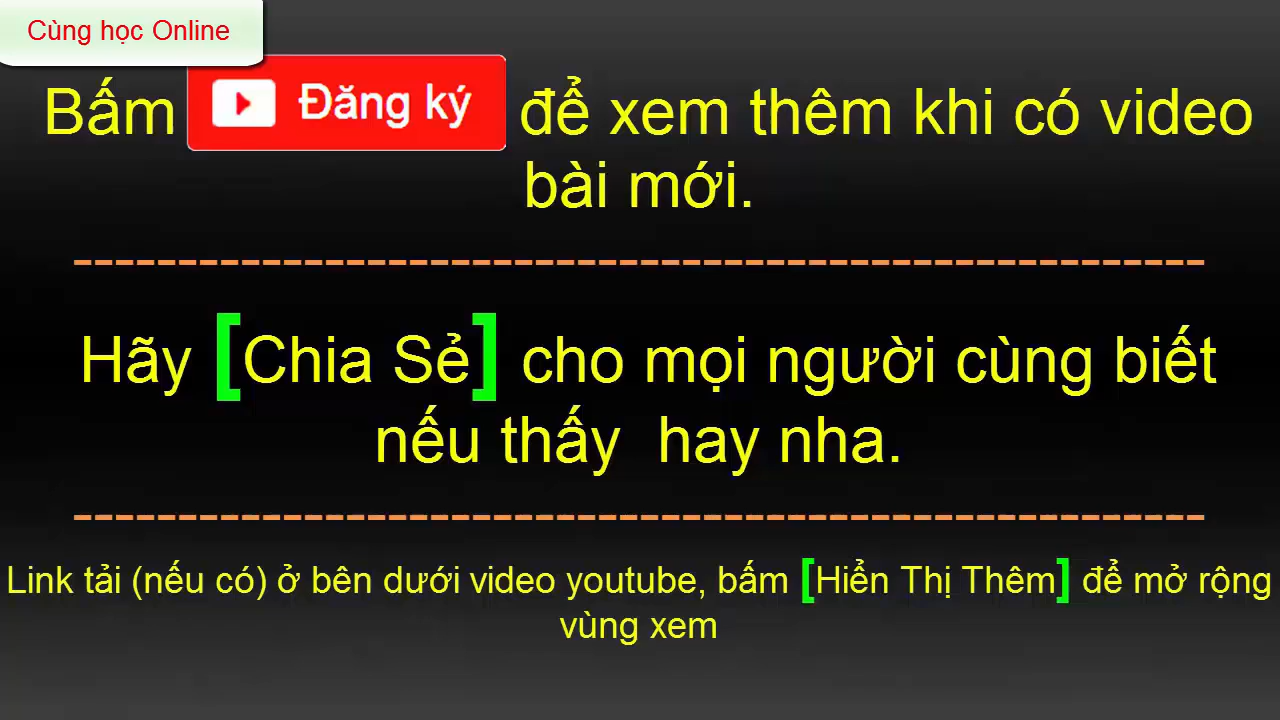 Cùng học Online
Bấm Đăng ký để xem thêm khi có video
bài mới.
-------------------------------------------------------
Hãy [Chia Sẻ] cho mọi người cùng biết
nếu thấy  hay nha.
-------------------------------------------------------
Link tải (nếu có) ở bên dưới video youtube, bấm [Hiển Thị Thêm] để mở rộng
vùng xem